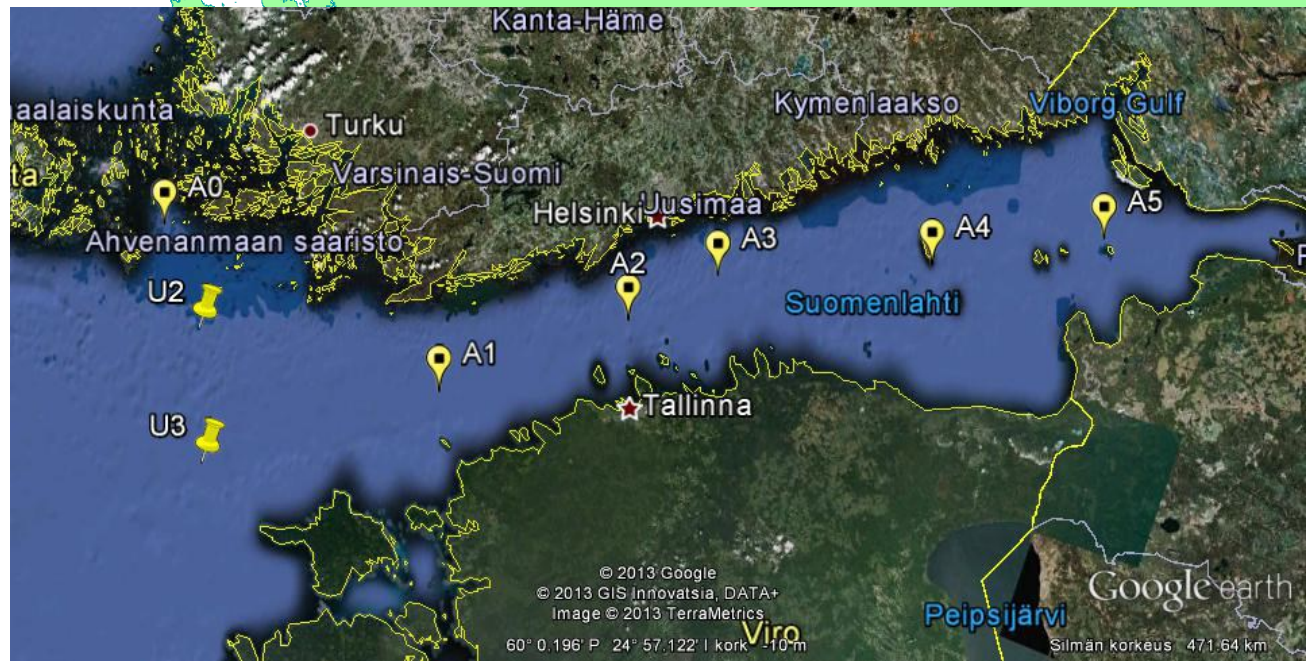 Kanta-Häme
aalaiskunta
Turku
Kymenlaakso
Viborg Gulf
ta
A0
Varsinais-Suomi
Helsinki
Uusimaa
A5
Ahvenanmaan saaristo
A3
A4
A2
U2
Suomenlahti
A1
Tallinna
U3
© 2013 Google
© 2013 GIS Innovatsia, DATA+
Image © 2013 TerraMetrics
Google earth
Peipsijärvi
Viro
60° 0.196' P 24° 57.122' I kork -10 m
Silmän korkeus 471.64 km